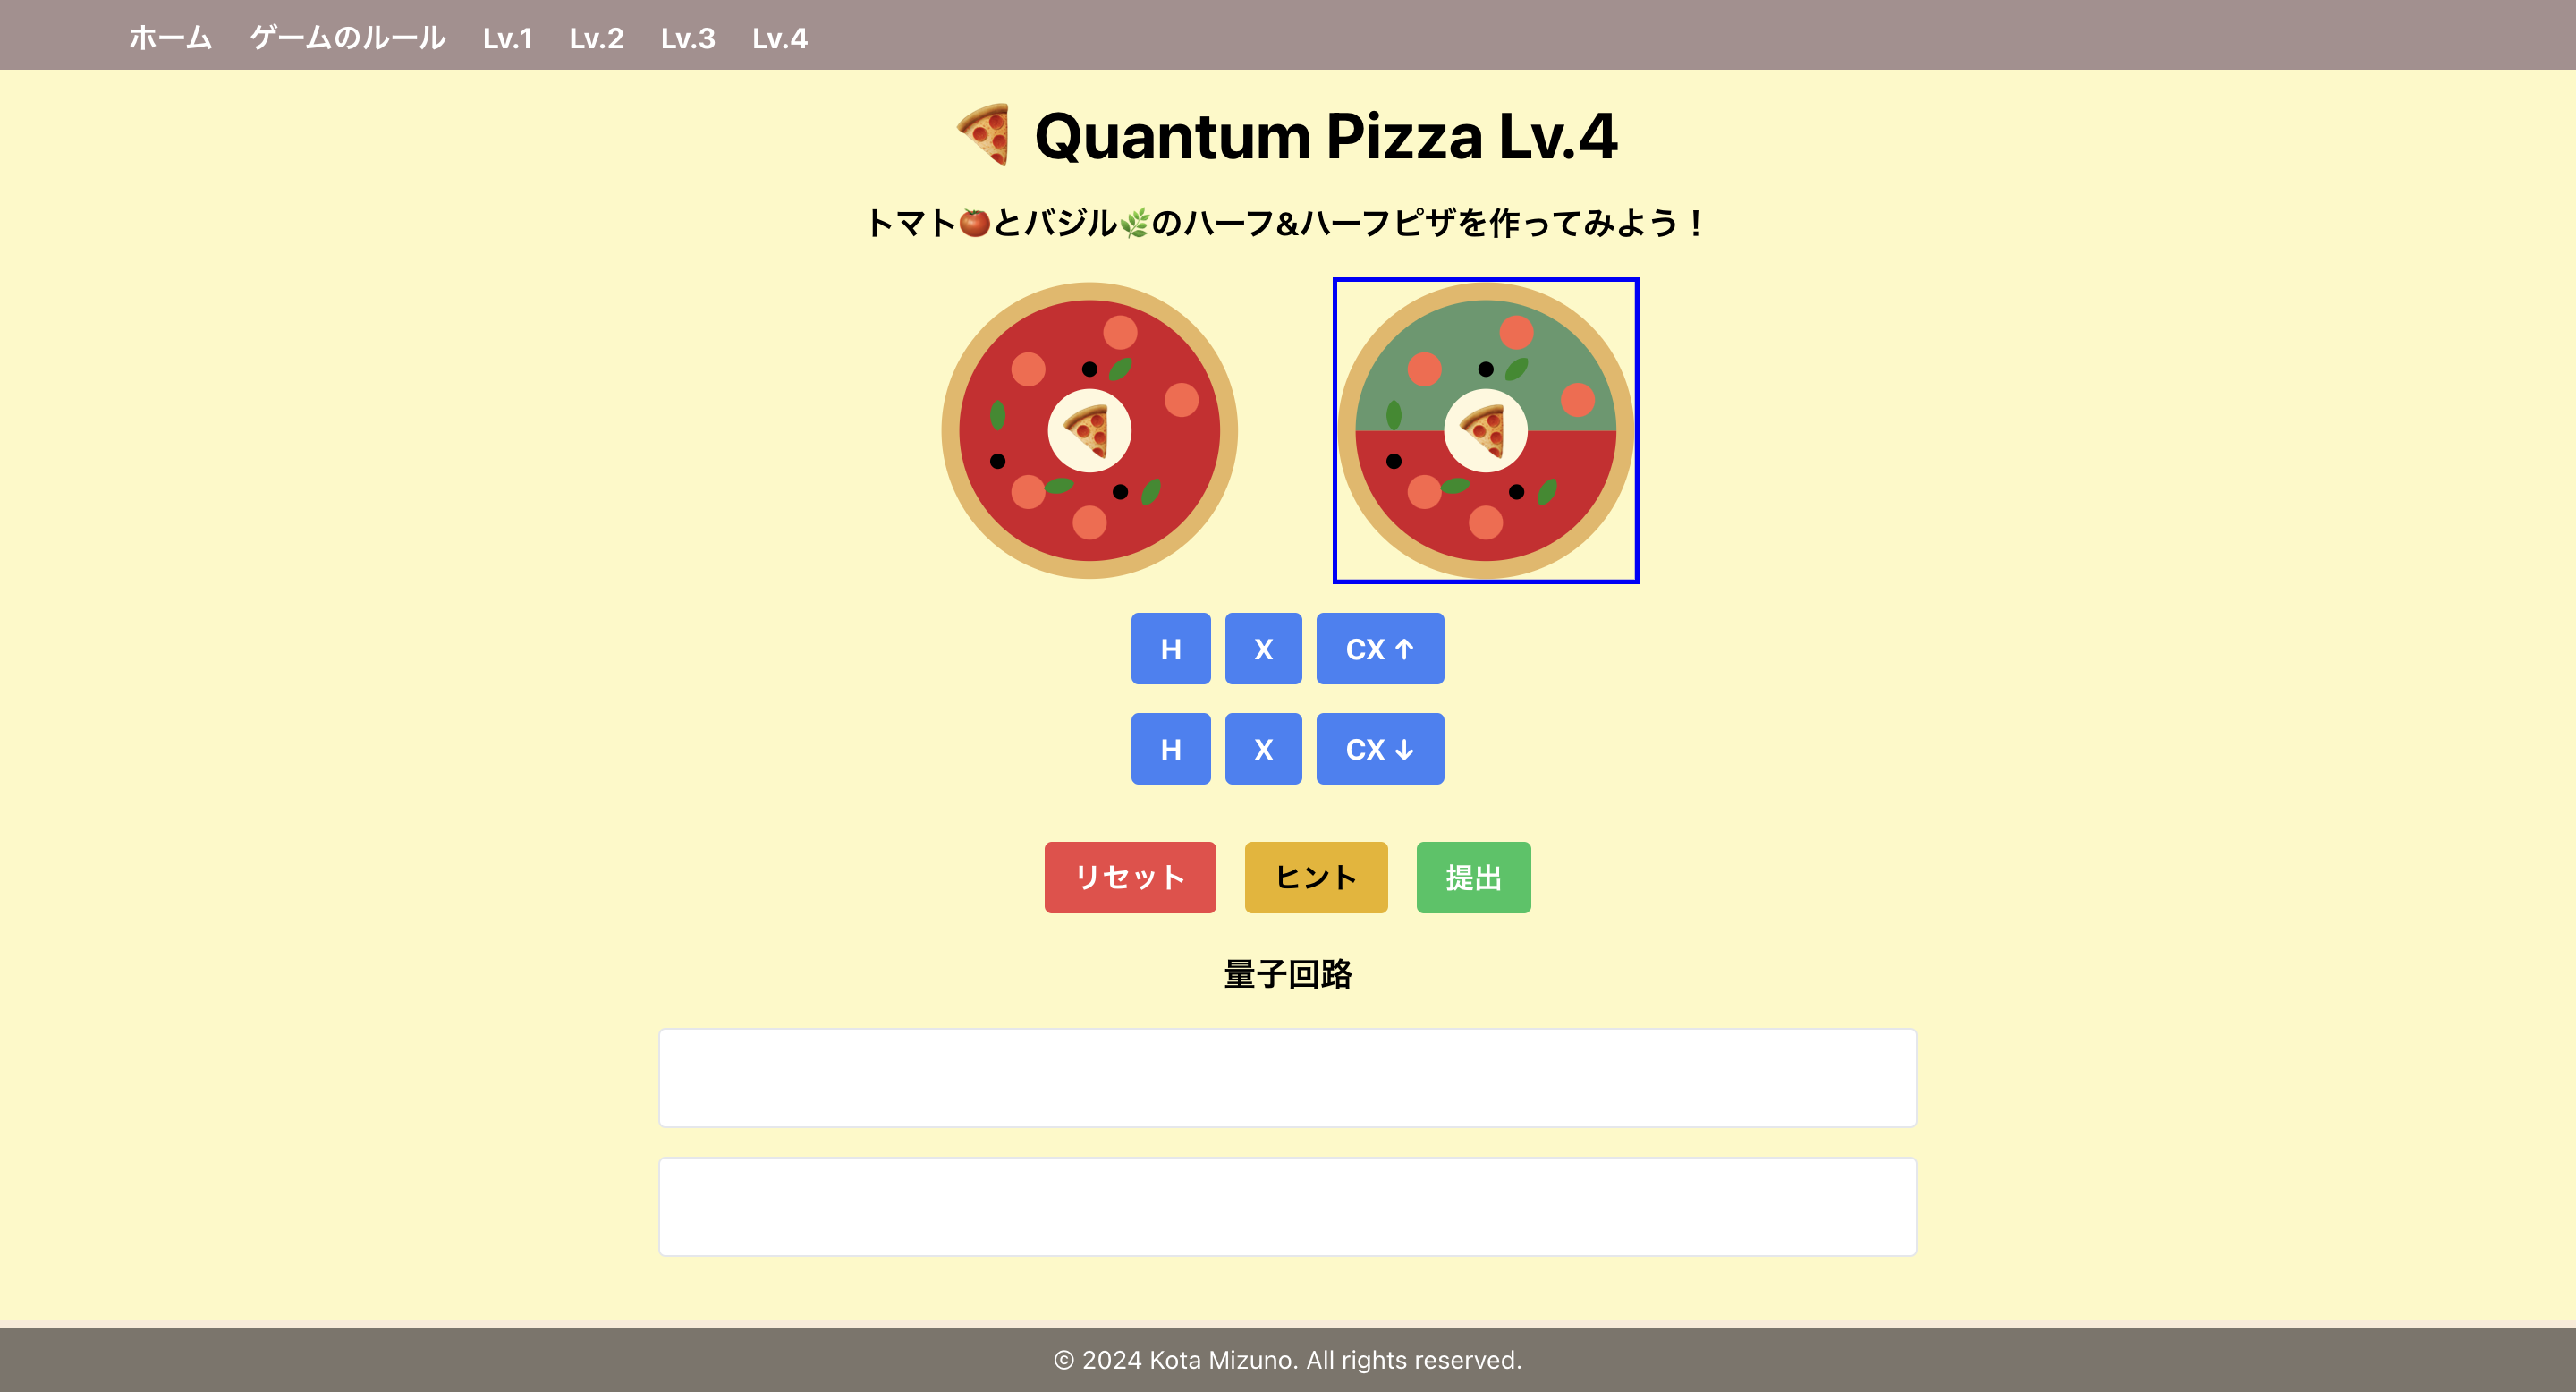 ホーム ゲームのルール Lv.1 Lv.2 Lv.3 Lv.4
🍕 Quantum Pizza Lv.4
トマト🍅とバジル🌿のハーフ&ハーフピザを作ってみよう！
H X CX ↑
H X CX ↓
リセット ヒント 提出
量子回路
© 2024 Kota Mizuno. All rights reserved.